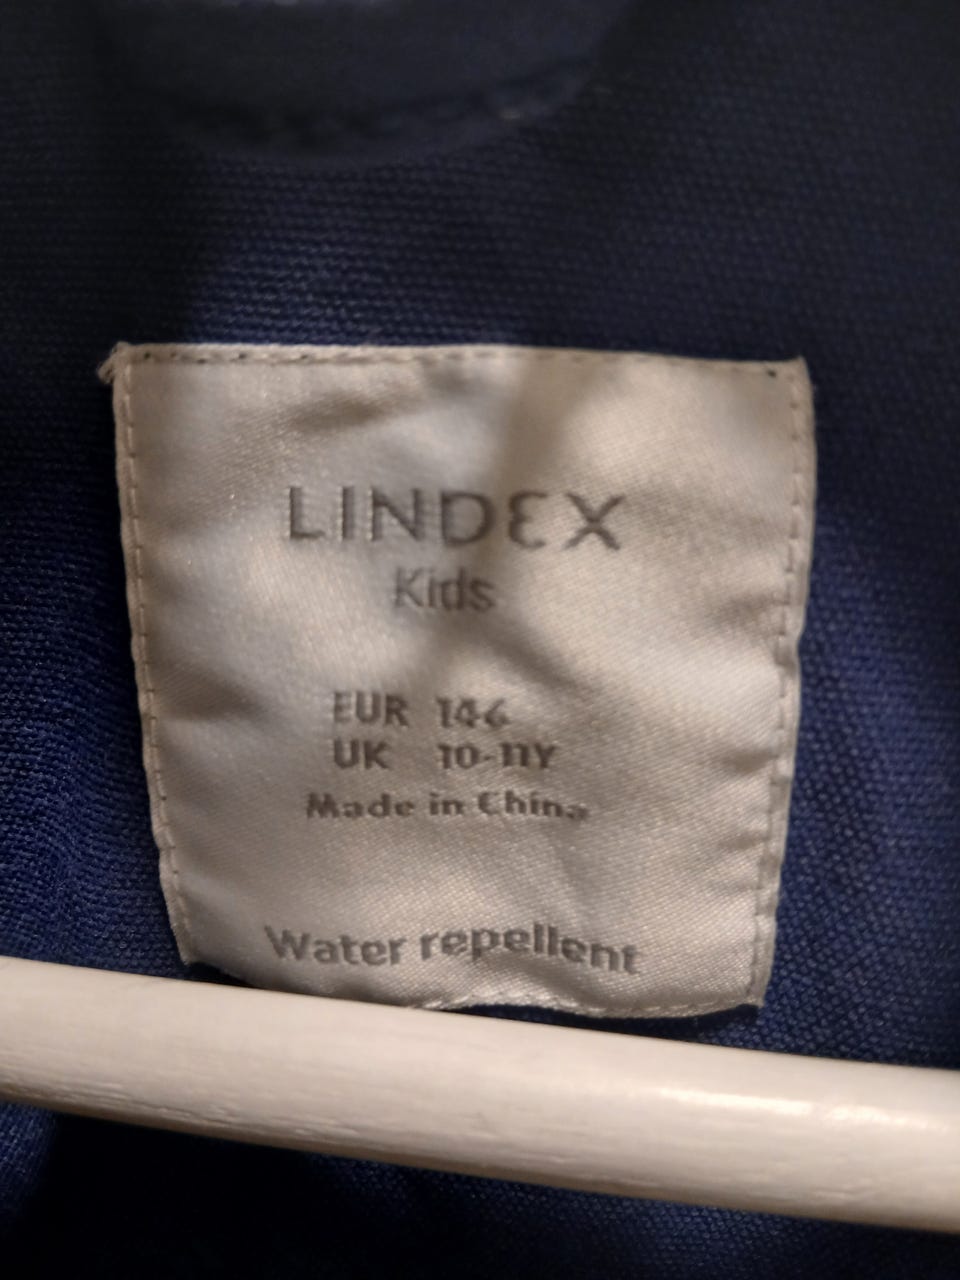 LINDEX
Kids
EUR 146
UK 10-11Y
Made in China
Water repellent